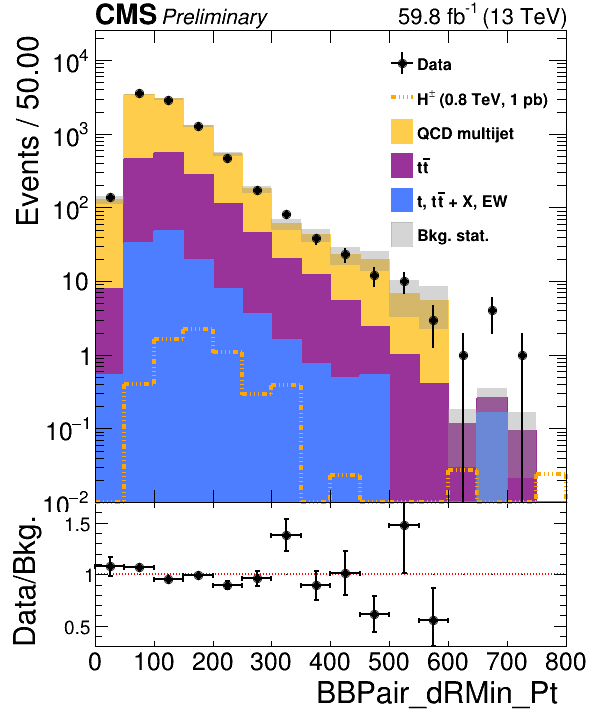 CMS Preliminary 59.8 fb⁻¹ (13 TeV)
Events / 50.00
10⁴
10³
10²
10
1
10⁻¹
10⁻²
Data
H± (0.8 TeV, 1 pb)
QCD multijet
tt̄
t, tt̄ + X, EW
Bkg. stat.
Data/Bkg.
1.5
1
0.5
0 100 200 300 400 500 600 700 800
BBPair_dRMin_Pt